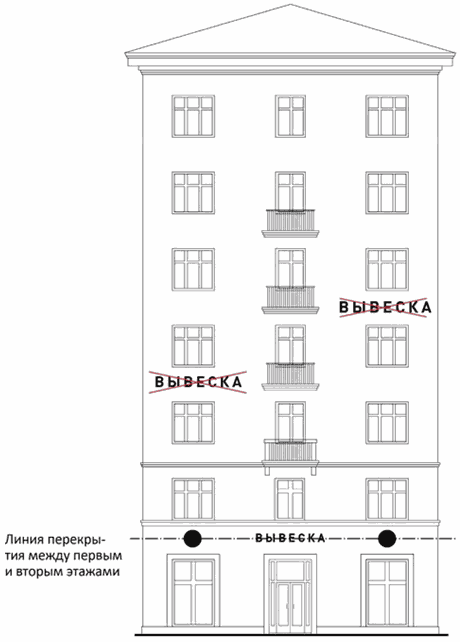 ВЫВЕСКА
ВЫВЕСКА
Линия перекры-
тия между первым
и вторым этажами
ВЫВЕСКА